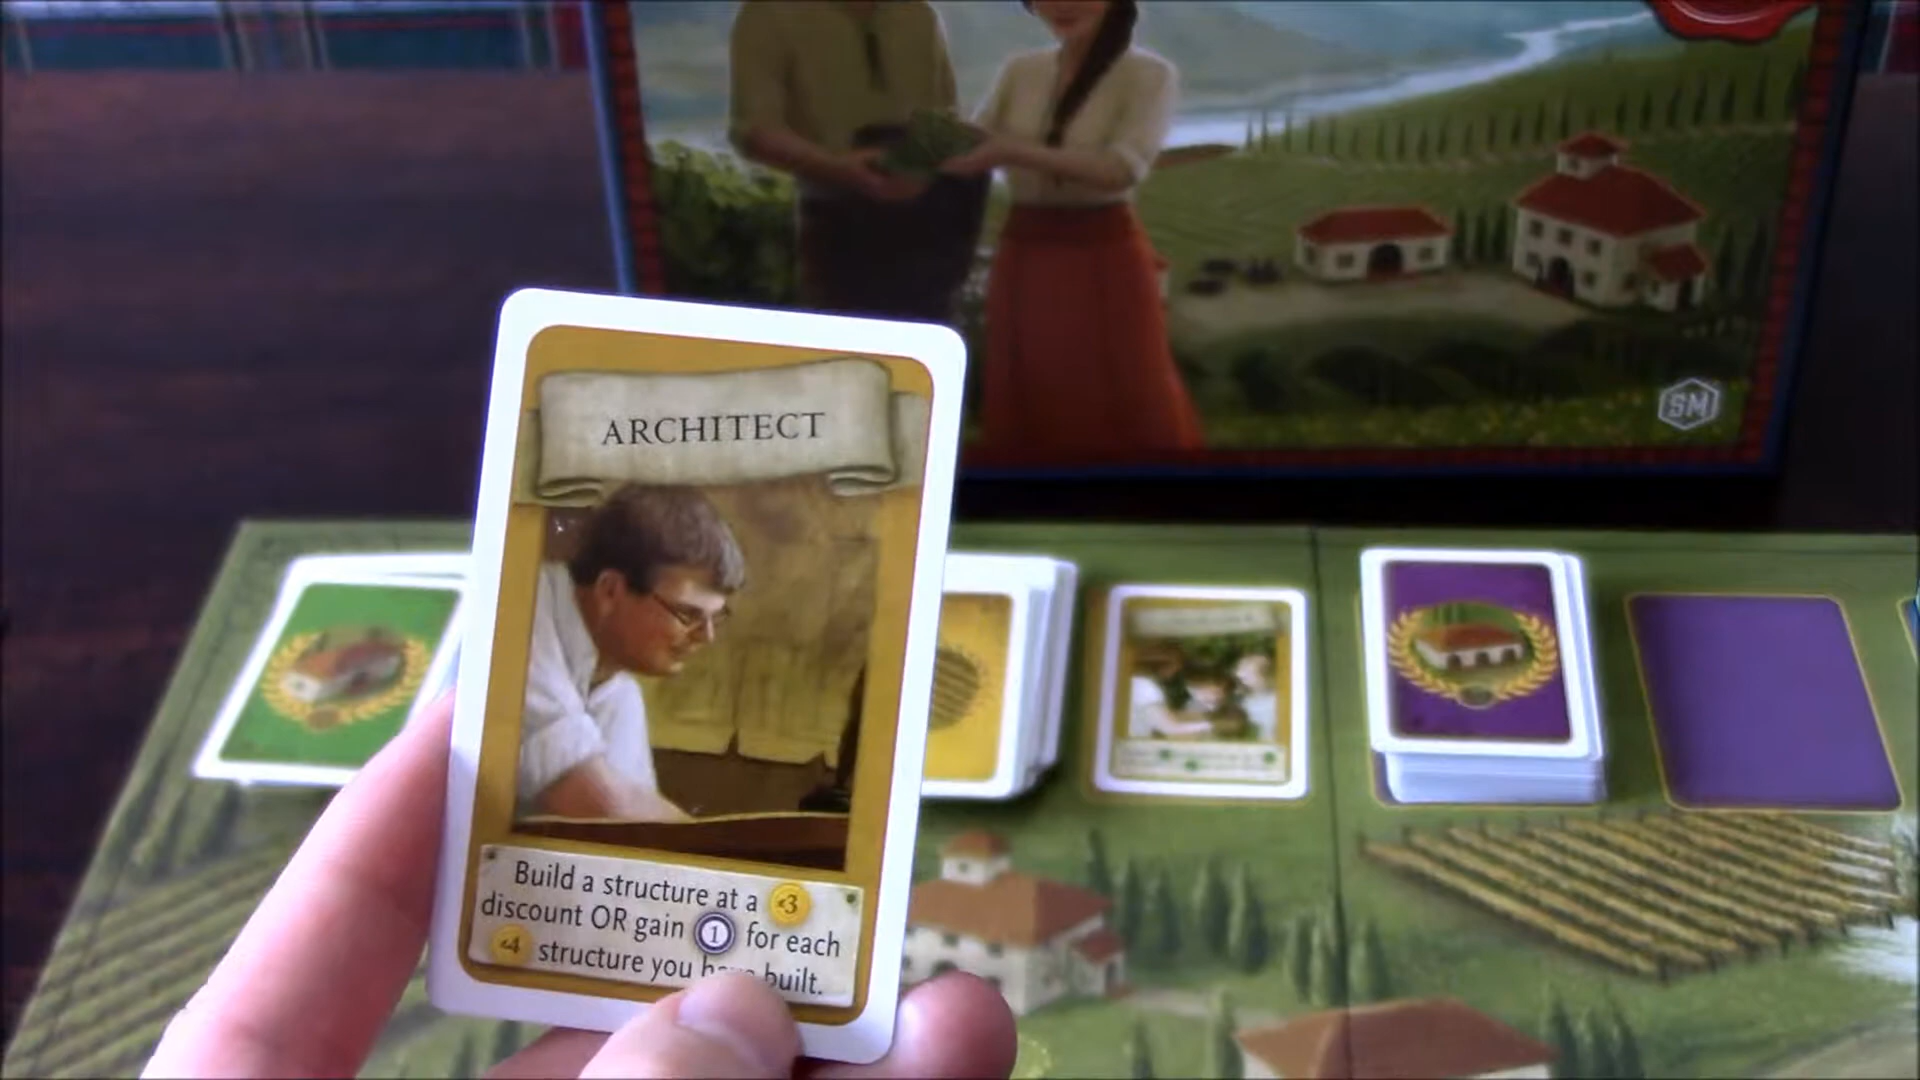 SM
ARCHITECT
Build a structure at a 3
discount OR gain 1 for each
4 structure you have built.